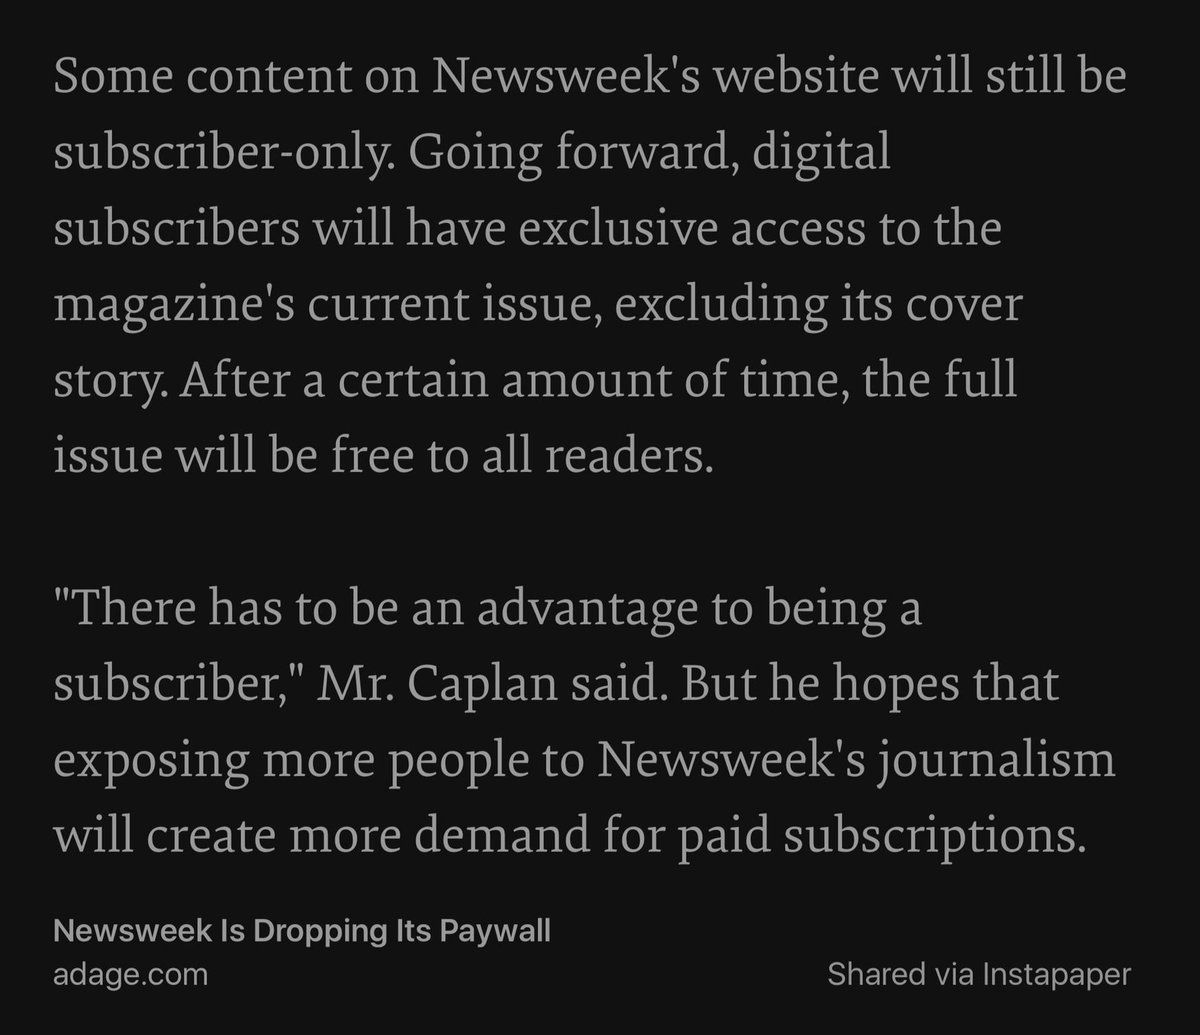 Some content on Newsweek's website will still be
subscriber-only. Going forward, digital
subscribers will have exclusive access to the
magazine's current issue, excluding its cover
story. After a certain amount of time, the full
issue will be free to all readers.
"There has to be an advantage to being a
subscriber," Mr. Caplan said. But he hopes that
exposing more people to Newsweek's journalism
will create more demand for paid subscriptions.
Newsweek Is Dropping Its Paywall
adage.com
Shared via Instapaper